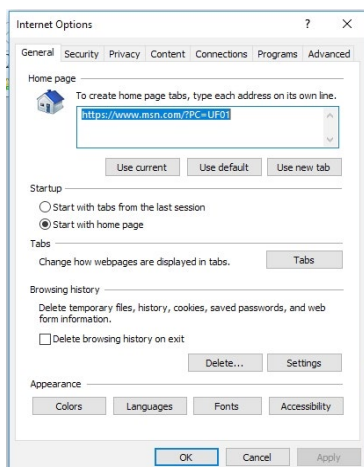 Internet Options ? X
General Security Privacy Content Connections Programs Advanced
Home page
To create home page tabs, type each address on its own line.
https://www.msn.com/?PC=UF01
Use current Use default Use new tab
Startup
Start with tabs from the last session
Start with home page
Tabs
Change how webpages are displayed in tabs. Tabs
Browsing history
Delete temporary files, history, cookies, saved passwords, and web
form information.
Delete browsing history on exit
Delete... Settings
Appearance
Colors Languages Fonts Accessibility
OK Cancel Apply